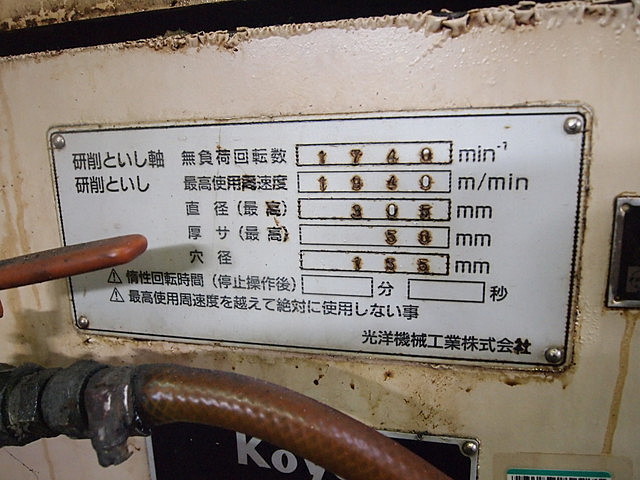 研削といし軸 無負荷回転数 1740 min⁻¹
研削といし 最高使用周速度 1940 m/min
直径(最高) 305 mm
厚サ(最高) 50 mm
穴径 155 mm
⚠ 惰性回転時間(停止操作後) 分 秒
⚠ 最高使用周速度を越えて絶対に使用しない事
光洋機械工業株式会社
Koy